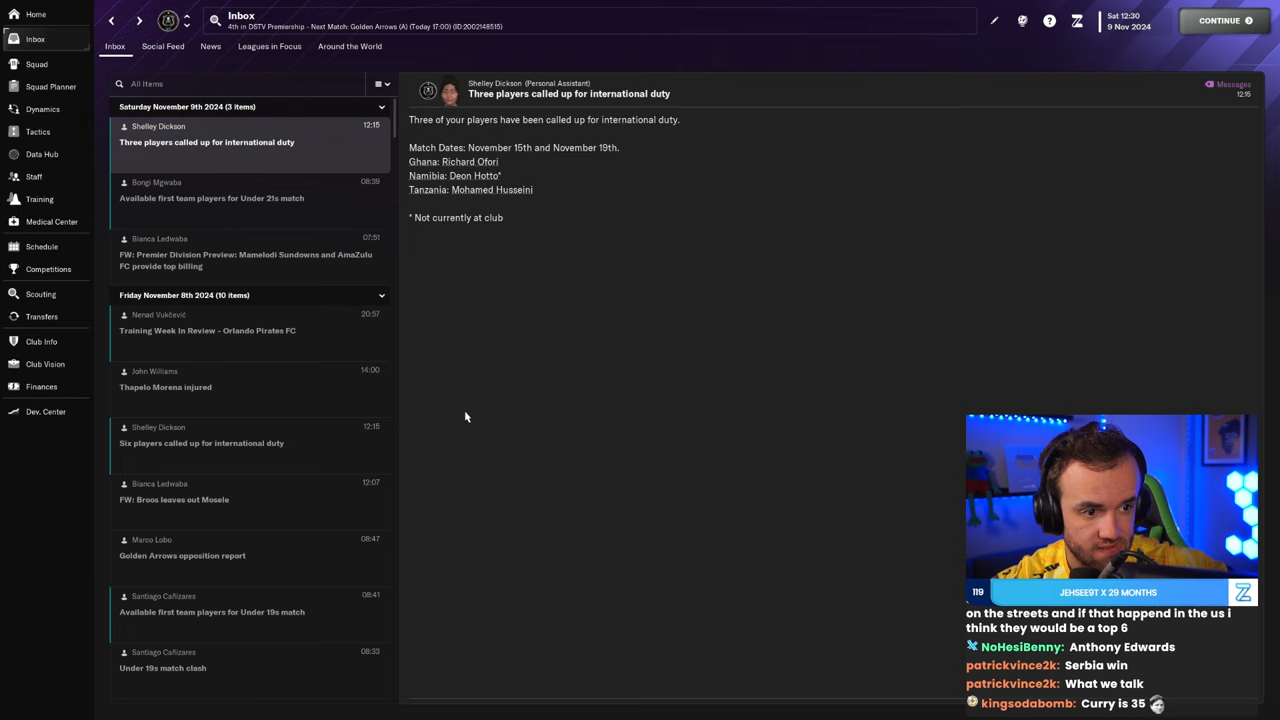 Home
Inbox
Squad
Squad Planner
Dynamics
Tactics
Data Hub
Staff
Training
Medical Center
Schedule
Competitions
Scouting
Transfers
Club Info
Club Vision
Finances
Dev. Center
Inbox
4th in DSTV Premiership - Next Match: Golden Arrows (A) (Today 17:00) (ID:2002148515)
Sat 12:30
9 Nov 2024
CONTINUE
Inbox Social Feed News Leagues in Focus Around the World
All Items
Saturday November 9th 2024 (3 items)
Shelley Dickson 12:15
Three players called up for international duty
Bongi Mgwaba 08:39
Available first team players for Under 21s match
Bianca Ledwaba 07:51
FW: Premier Division Preview: Mamelodi Sundowns and AmaZulu
FC provide top billing
Friday November 8th 2024 (10 items)
Nenad Vukčević 20:57
Training Week In Review - Orlando Pirates FC
John Williams 14:00
Thapelo Morena injured
Shelley Dickson 12:15
Six players called up for international duty
Bianca Ledwaba 12:07
FW: Broos leaves out Mosele
Marco Lobo 08:47
Golden Arrows opposition report
Santiago Cañizares 08:41
Available first team players for Under 19s match
Santiago Cañizares 08:33
Under 19s match clash
Shelley Dickson (Personal Assistant)
Three players called up for international duty
Messages
12:15
Three of your players have been called up for international duty.
Match Dates: November 15th and November 19th.
Ghana: Richard Ofori
Namibia: Deon Hotto*
Tanzania: Mohamed Husseini
* Not currently at club
119 JEHSEE9T X 29 MONTHS
on the streets and if that happend in the us i
think they would be a top 6
NoHesiBenny: Anthony Edwards
patrickvince2k: Serbia win
patrickvince2k: What we talk
kingsodabomb: Curry is 35